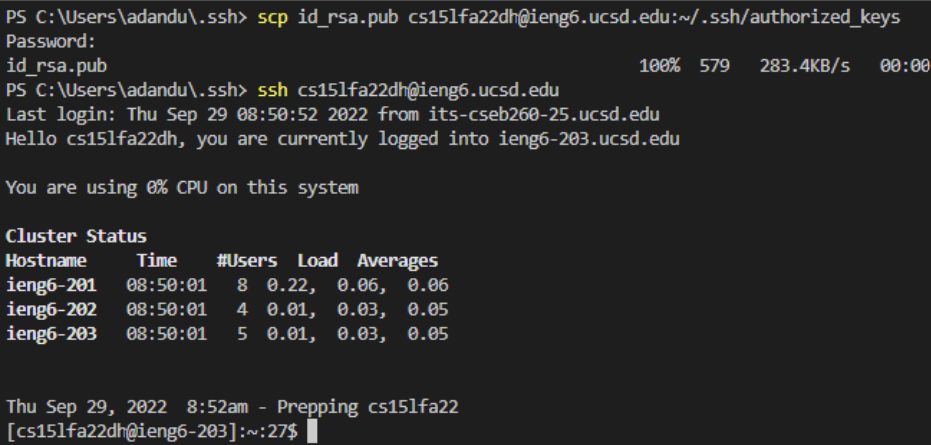 PS C:\Users\adandu\.ssh> scp id_rsa.pub cs15lfa22dh@ieng6.ucsd.edu:~/.ssh/authorized_keys
Password:
id_rsa.pub 100% 579 283.4KB/s 00:00
PS C:\Users\adandu\.ssh> ssh cs15lfa22dh@ieng6.ucsd.edu
Last login: Thu Sep 29 08:50:52 2022 from its-cseb260-25.ucsd.edu
Hello cs15lfa22dh, you are currently logged into ieng6-203.ucsd.edu
You are using 0% CPU on this system
Cluster Status
Hostname Time #Users Load Averages
ieng6-201 08:50:01 8 0.22, 0.06, 0.06
ieng6-202 08:50:01 4 0.01, 0.03, 0.05
ieng6-203 08:50:01 5 0.01, 0.03, 0.05
Thu Sep 29, 2022 8:52am - Prepping cs15lfa22
[cs15lfa22dh@ieng6-203]:~:27$